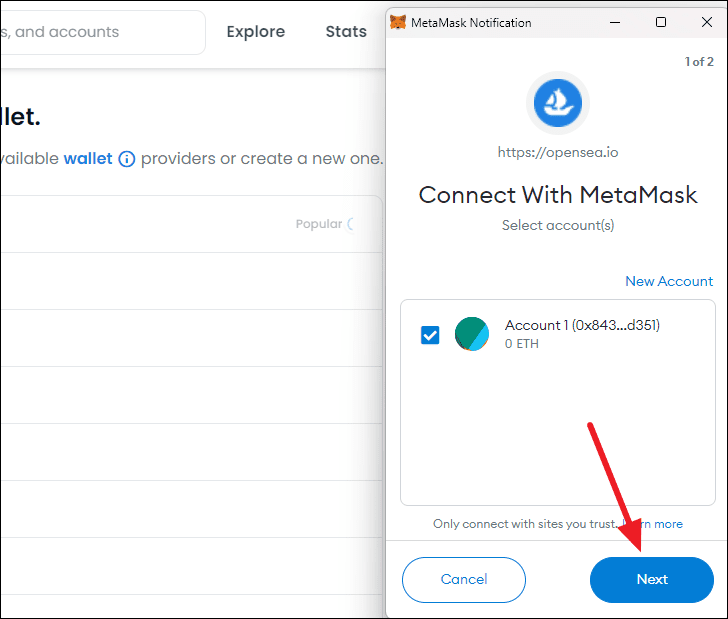 s, and accounts
Explore
Stats
llet.
vailable wallet providers or create a new one.
Popular
MetaMask Notification
1 of 2
https://opensea.io
Connect With MetaMask
Select account(s)
New Account
Account 1 (0x843...d351)
0 ETH
Only connect with sites you trust. Learn more
Cancel
Next